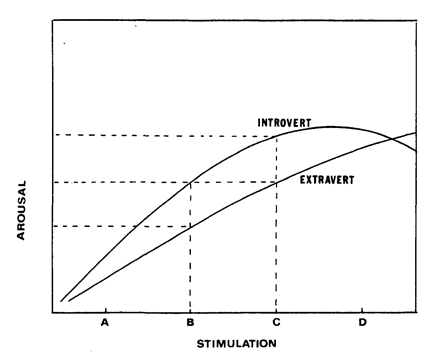 INTROVERT
EXTRAVERT
AROUSAL
A B C D
STIMULATION